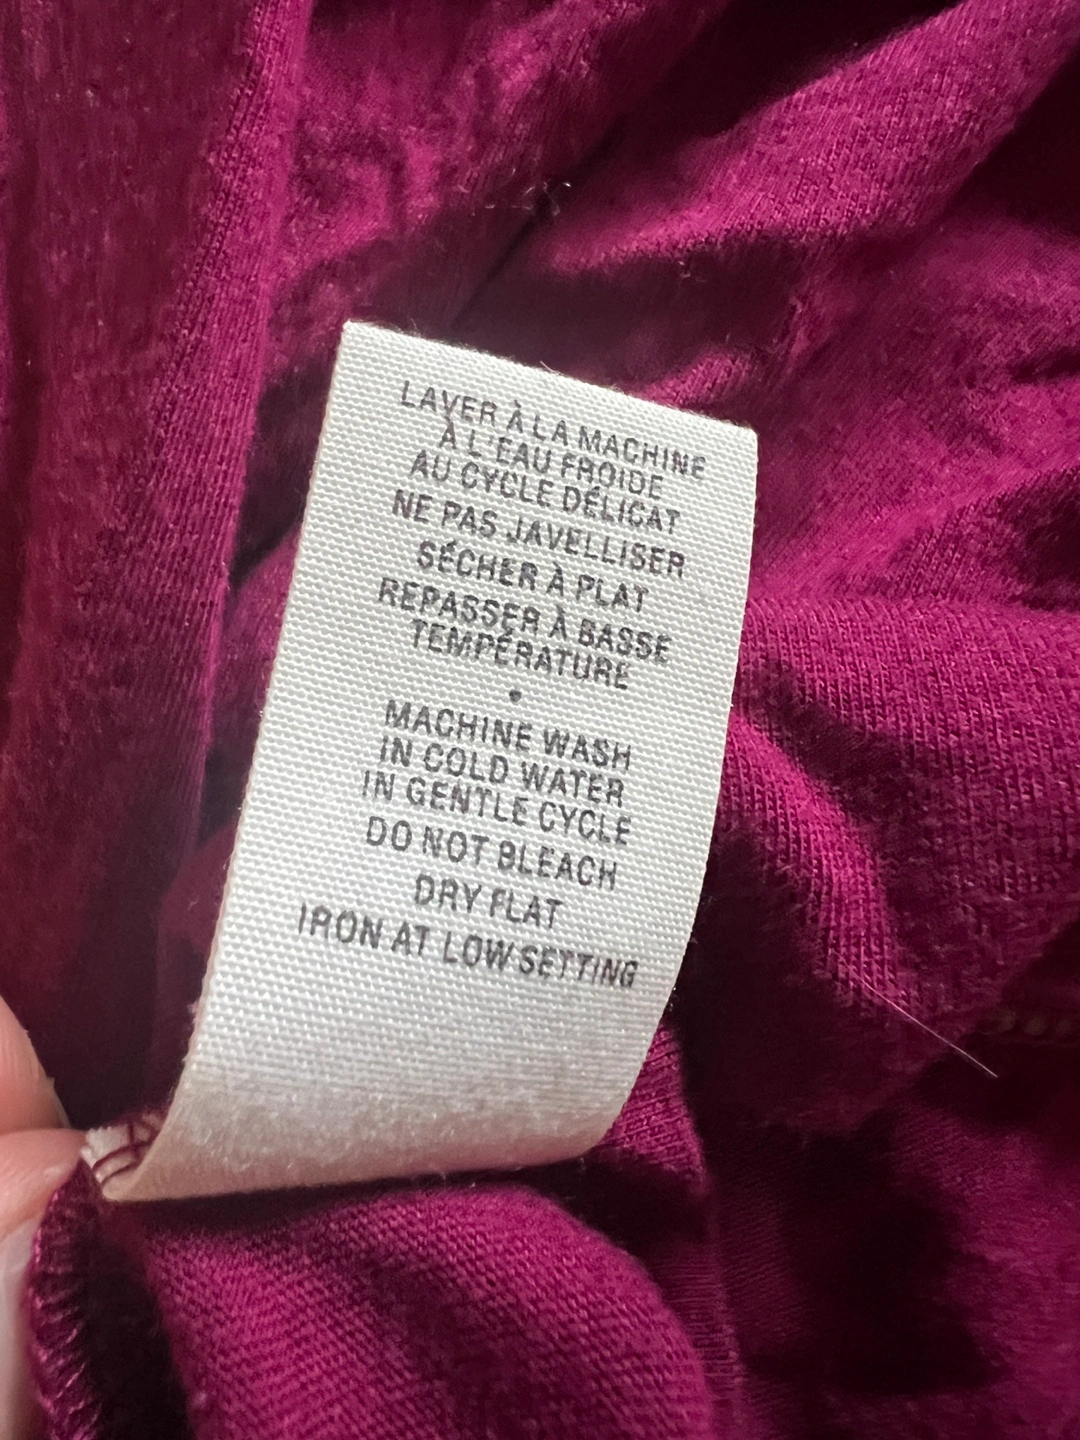 LAVER À LA MACHINE
À L'EAU FROIDE
AU CYCLE DÉLICAT
NE PAS JAVELLISER
SÉCHER À PLAT
REPASSER À BASSE
TEMPÉRATURE
•
MACHINE WASH
IN COLD WATER
IN GENTLE CYCLE
DO NOT BLEACH
DRY FLAT
IRON AT LOW SETTING